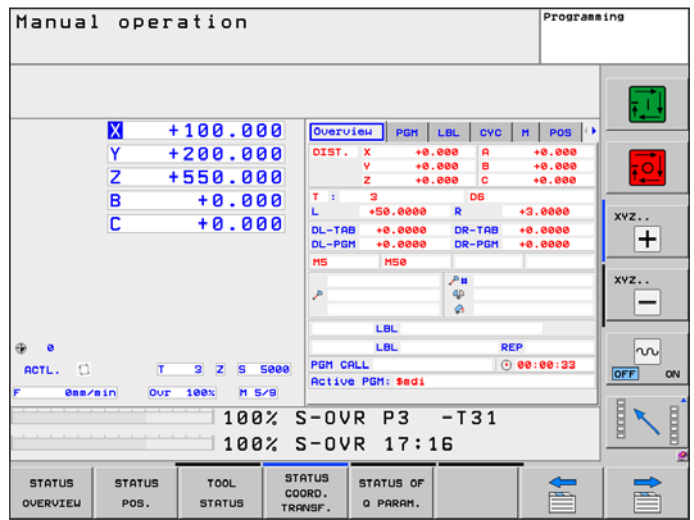 Manual operation
Programming
X +100.000
Y +200.000
Z +550.000
B +0.000
C +0.000
0
ACTL. T 3 Z S 5000
F 0mm/min Ovr 100% M 5/9
Overview PGM LBL CYC M POS
DIST. X +0.000 A +0.000
Y +0.000 B +0.000
Z +0.000 C +0.000
T : 3 D6
L +50.0000 R +3.0000
DL-TAB +0.0000 DR-TAB +0.0000
DL-PGM +0.0000 DR-PGM +0.0000
M5 M50
#
LBL
LBL REP
PGM CALL 00:00:33
Active PGM: $mdi
100% S-OVR P3 -T31
100% S-OVR 17:16
XYZ..
+
XYZ..
−
OFF ON
STATUS OVERVIEW
STATUS POS.
TOOL STATUS
STATUS COORD. TRANSF.
STATUS OF Q PARAM.